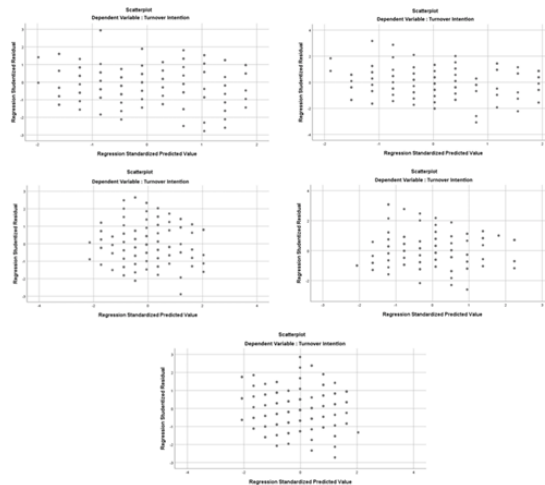 Scatterplot
Dependent Variable : Turnover Intention
Regression Studentized Residual
Regression Standardized Predicted Value
Scatterplot
Dependent Variable : Turnover Intention
Regression Studentized Residual
Regression Standardized Predicted Value
Scatterplot
Dependent Variable : Turnover Intention
Regression Studentized Residual
Regression Standardized Predicted Value
Scatterplot
Dependent Variable : Turnover Intention
Regression Studentized Residual
Regression Standardized Predicted Value
Scatterplot
Dependent Variable : Turnover Intention
Regression Studentized Residual
Regression Standardized Predicted Value